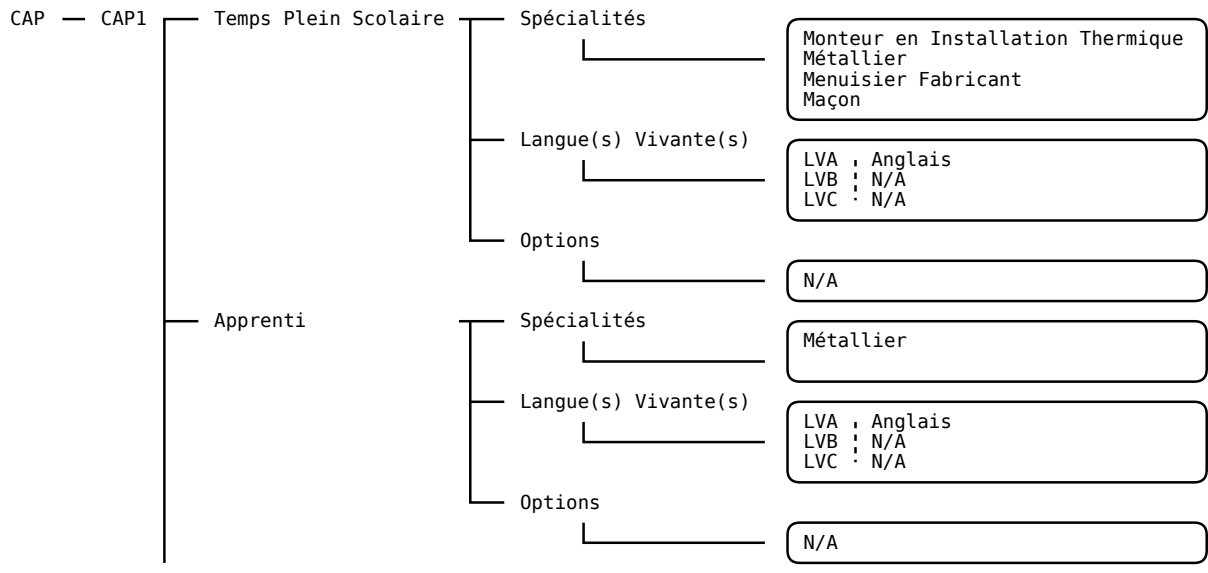 CAP CAP1 Temps Plein Scolaire Spécialités
Monteur en Installation Thermique
Métallier
Menuisier Fabricant
Maçon
Langue(s) Vivante(s)
LVA Anglais
LVB N/A
LVC N/A
Options
N/A
Apprenti Spécialités
Métallier
Langue(s) Vivante(s)
LVA Anglais
LVB N/A
LVC N/A
Options
N/A